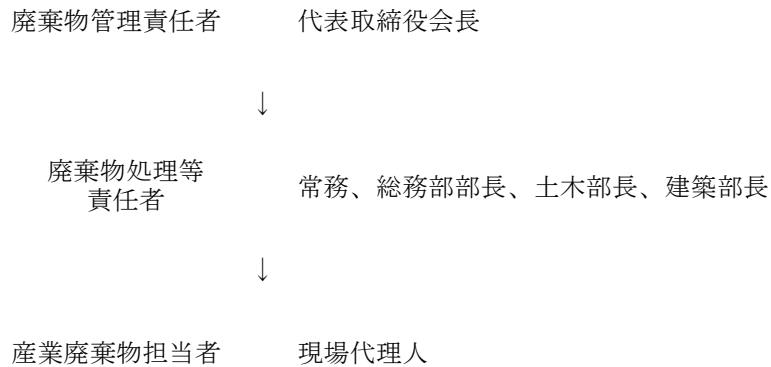 廃棄物管理責任者　　代表取締役会長
↓
廃棄物処理等
責任者
常務、総務部部長、土木部長、建築部長
↓
産業廃棄物担当者　　現場代理人